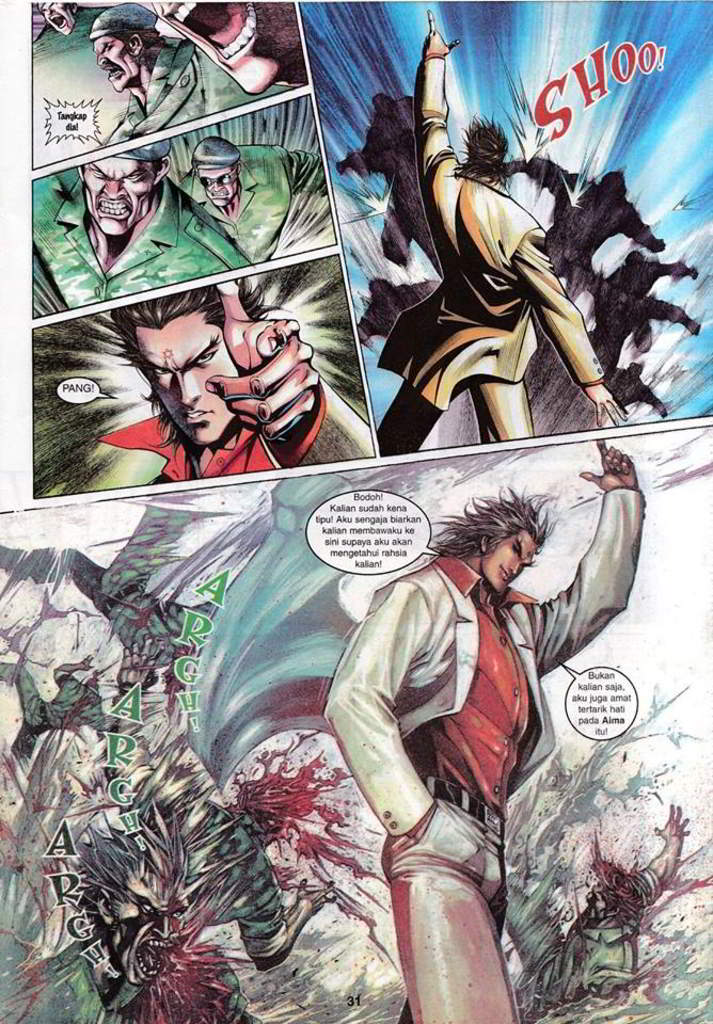 Tangkap
dia!
SHOO!
PANG!
Bodoh!
Kalian sudah kena
tipu! Aku sengaja biarkan
kalian membawaku ke
sini supaya aku akan
mengetahui rahsia
kalian!
Bukan
kalian saja,
aku juga amat
tertarik hati
pada Aima
itu!
ARGH!
ARGH!
ARGH!
31